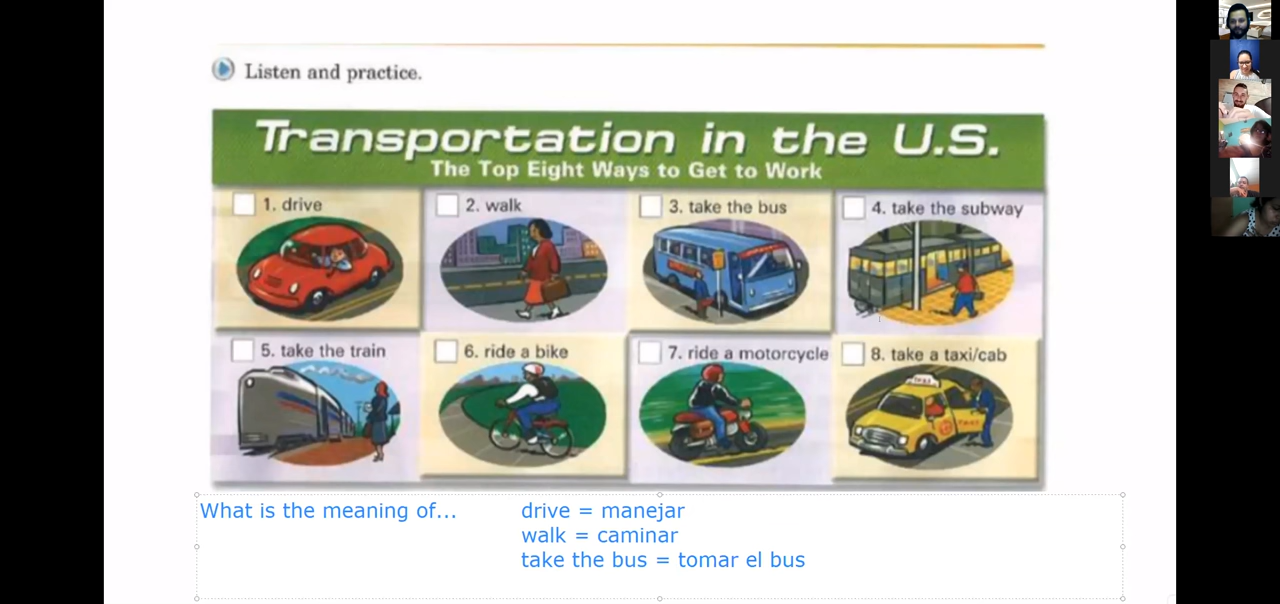 Listen and practice.
Transportation in the U.S.
The Top Eight Ways to Get to Work
1. drive
2. walk
3. take the bus
4. take the subway
5. take the train
6. ride a bike
7. ride a motorcycle
8. take a taxi/cab
TAXI
TAXI
What is the meaning of...
drive = manejar
walk = caminar
take the bus = tomar el bus